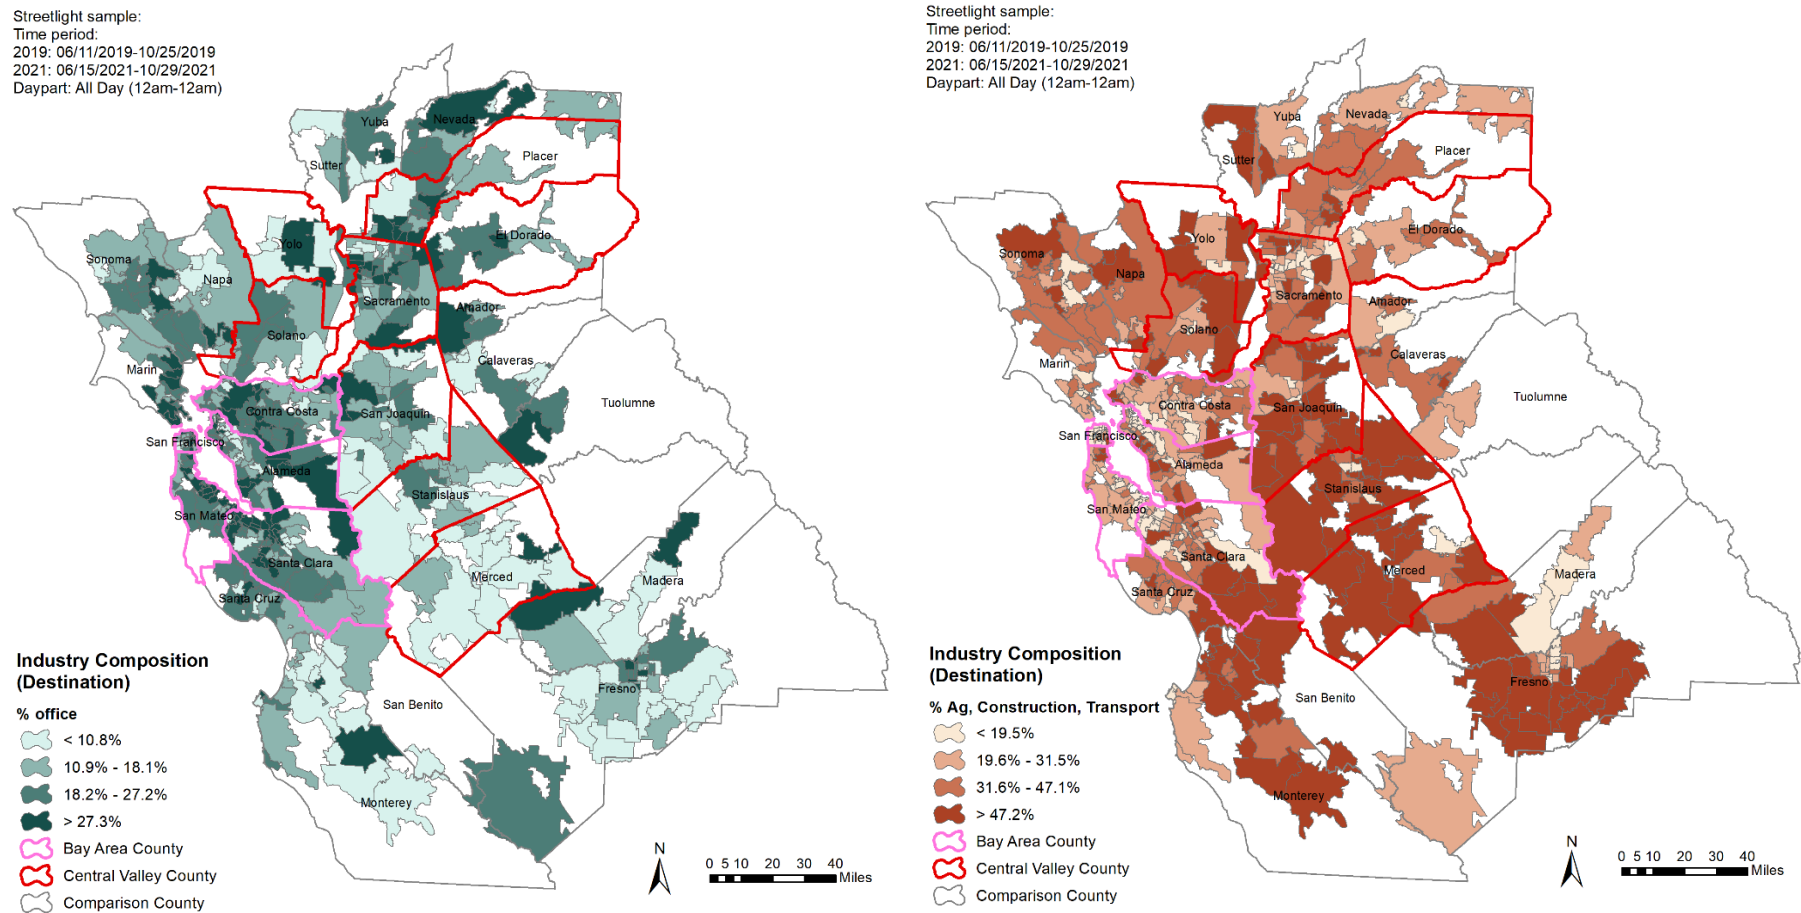 Streetlight sample:
Time period:
2019: 06/11/2019-10/25/2019
2021: 06/15/2021-10/29/2021
Daypart: All Day (12am-12am)
Yuba
Nevada
Sutter
Placer
Yolo
El Dorado
Sonoma
Napa
Sacramento
Amador
Solano
Marin
Calaveras
Contra Costa
San Joaquin
Tuolumne
San Francisco
Alameda
Stanislaus
San Mateo
Santa Clara
Merced
Madera
Santa Cruz
Fresno
San Benito
Monterey
Industry Composition
(Destination)
% office
< 10.8%
10.9% - 18.1%
18.2% - 27.2%
> 27.3%
Bay Area County
Central Valley County
Comparison County
N
0 5 10 20 30 40
Miles
Streetlight sample:
Time period:
2019: 06/11/2019-10/25/2019
2021: 06/15/2021-10/29/2021
Daypart: All Day (12am-12am)
Yuba
Nevada
Sutter
Placer
Yolo
El Dorado
Sonoma
Napa
Sacramento
Amador
Solano
Marin
Calaveras
Contra Costa
San Joaquin
Tuolumne
San Francisco
Alameda
Stanislaus
San Mateo
Santa Clara
Merced
Madera
Santa Cruz
Fresno
San Benito
Monterey
Industry Composition
(Destination)
% Ag, Construction, Transport
< 19.5%
19.6% - 31.5%
31.6% - 47.1%
> 47.2%
Bay Area County
Central Valley County
Comparison County
N
0 5 10 20 30 40
Miles